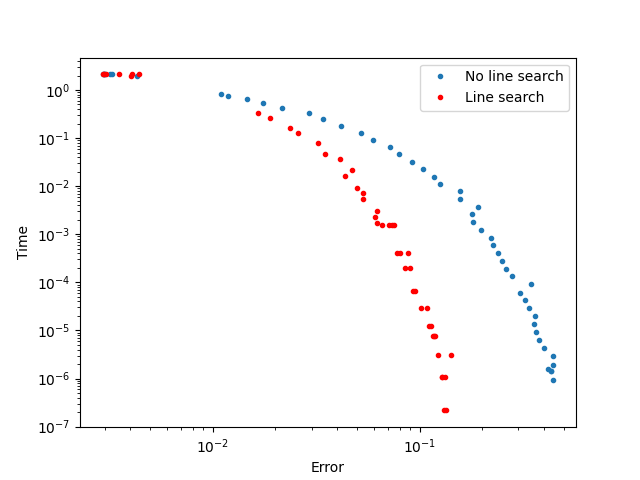 No line search
Line search
Time
10⁰
10⁻¹
10⁻²
10⁻³
10⁻⁴
10⁻⁵
10⁻⁶
10⁻⁷
10⁻² 10⁻¹
Error